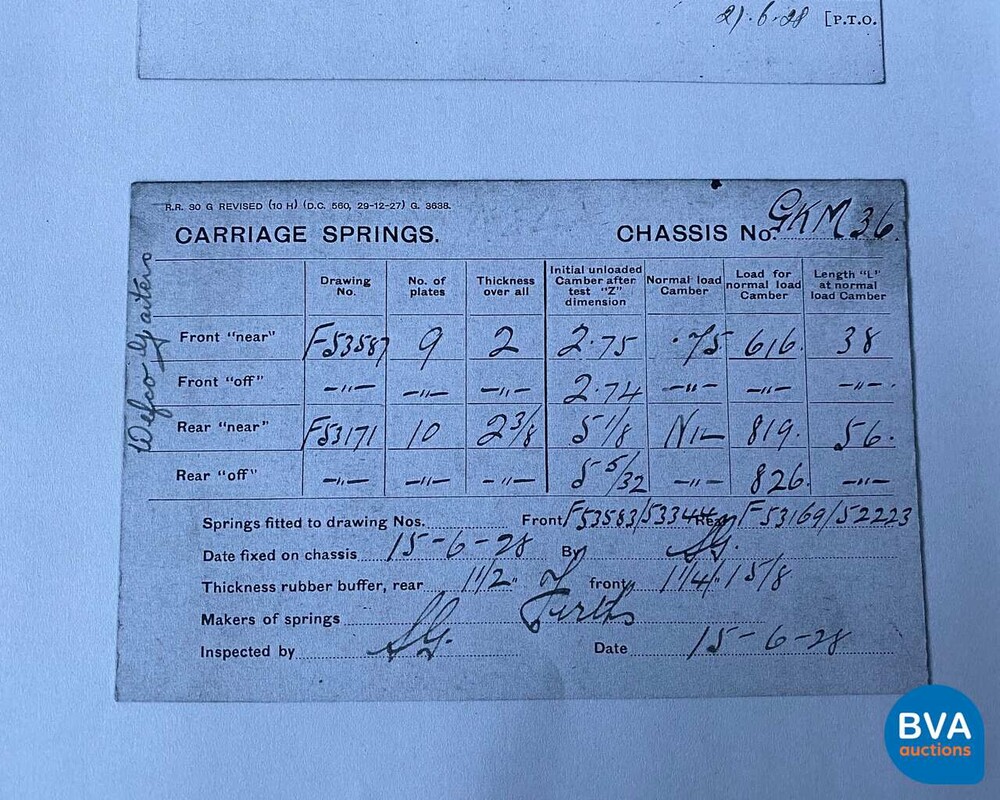 21.6.28 [P.T.O.
R.R. 30 G REVISED (10 H) (D.C. 560, 29-12-27) G. 3638.
CARRIAGE SPRINGS. CHASSIS No. GKM 36.
Wefco Gaiters
Drawing No. No. of plates Thickness over all Initial unloaded Camber after test "Z" dimension Normal load Camber Load for normal load Camber Length "L" at normal load Camber
Front "near" F53587 9 2 2.75 .75 616. 38
Front "off" —"— —"— —"— 2.74 —"— —"— —"—.
Rear "near" F53171 10 2 3/8 5 1/8 NIL 819. 56.
Rear "off" —"— —"— —"— 5 5/32 —"— 826. —"—
Springs fitted to drawing Nos. Front F53583/53344 Rear F53169/52223
Date fixed on chassis 15-6-28 By SG.
Thickness rubber buffer, rear 1 1/2" front, 1 1/4" 1 5/8
Makers of springs Firths
Inspected by SG. Date 15-6-28
BVA
auctions